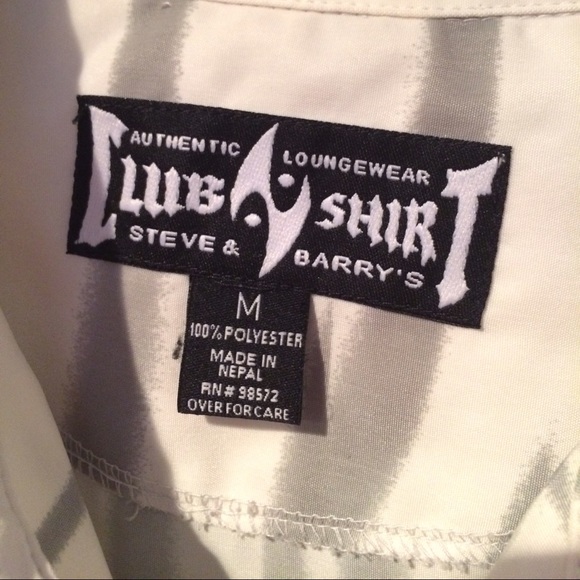 AUTHENTIC LOUNGEWEAR
CLUB SHIRT
STEVE & BARRY'S
M
100% POLYESTER
MADE IN
NEPAL
RN# 98572
OVER FOR CARE